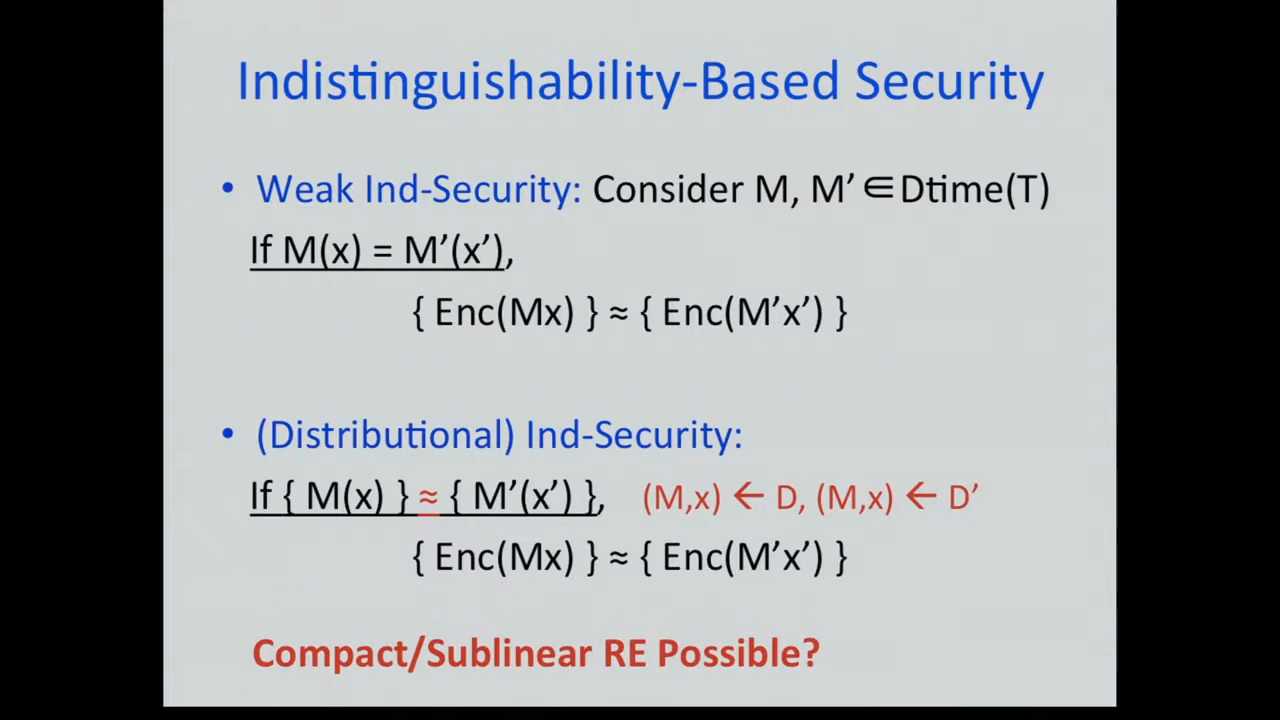 Indistinguishability-Based Security
• Weak Ind-Security: Consider M, M’ ∈ Dtime(T)
If M(x) = M’(x’),
{ Enc(Mx) } ≈ { Enc(M’x’) }
• (Distributional) Ind-Security:
If { M(x) } ≈ { M’(x’) }, (M,x) ← D, (M,x) ← D’
{ Enc(Mx) } ≈ { Enc(M’x’) }
Compact/Sublinear RE Possible?